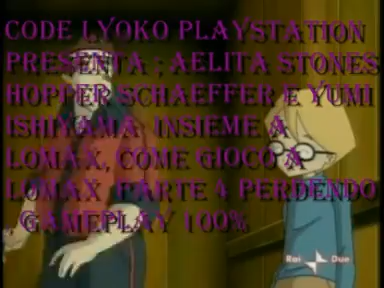 CODE LYOKO PLAYSTATION
PRESENTA ; AELITA STONES
HOPPER SCHAEFFER E YUMI
ISHIYAMA INSIEME A
LOMAX, COME GIOCO A
LOMAX PARTE 4 PERDENDO
GAMEPLAY 100%
Rai Due